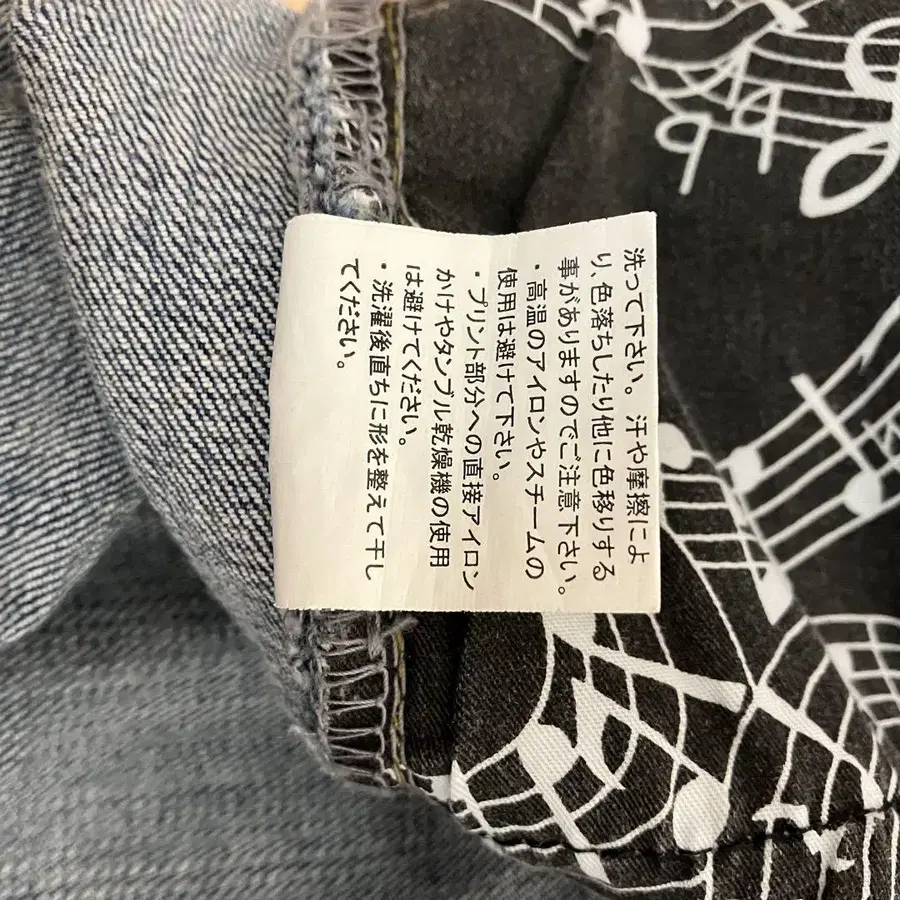 洗って下さい。汗や摩擦によ
り、色落ちしたり他に色移りする
事がありますのでご注意下さい。
・高温のアイロンやスチームの
使用は避けて下さい。
・プリント部分への直接アイロン
かけやタンブル乾燥機の使用
は避けてください。
・洗濯後直ちに形を整えて干し
てください。